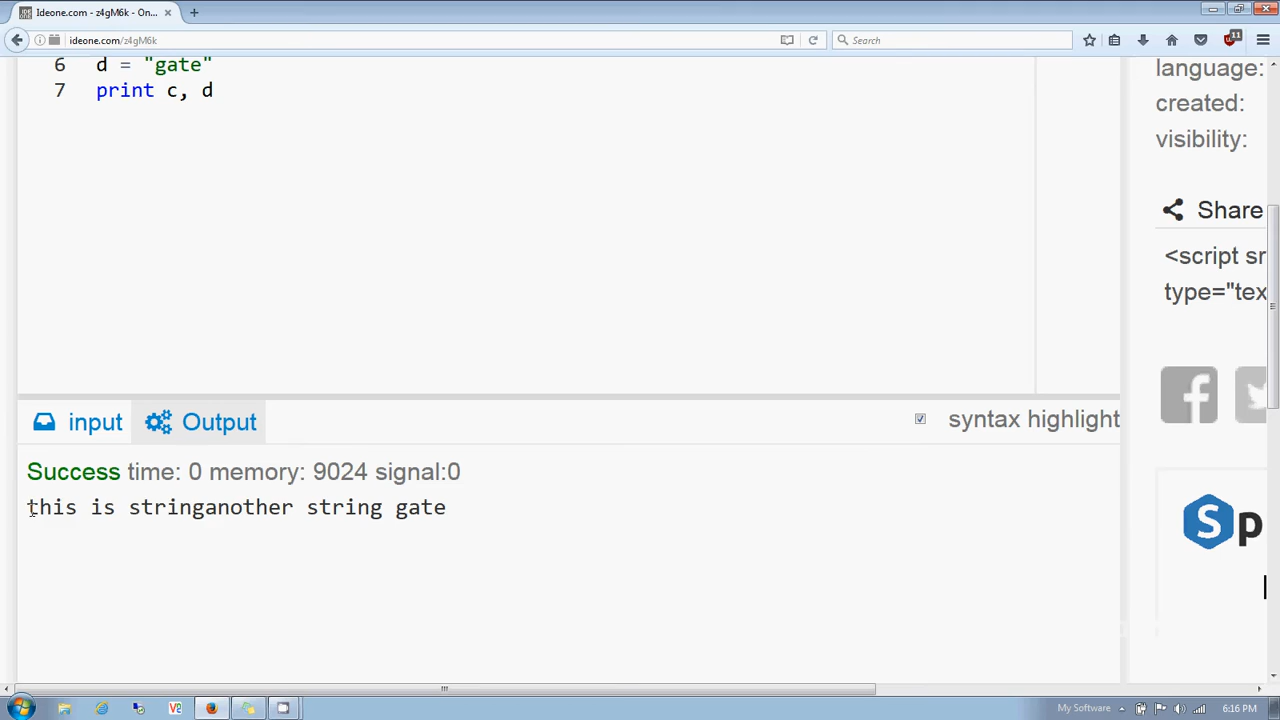 Ideone.com - z4gM6k - On...
ideone.com/z4gM6k
Search
11
6 d = "gate"
7 print c, d
language:
created:
visibility:
Share
<script sr
type="tex
input
Output
syntax highlight
Success time: 0 memory: 9024 signal:0
this is stringanother string gate
Sp
My Software
6:16 PM